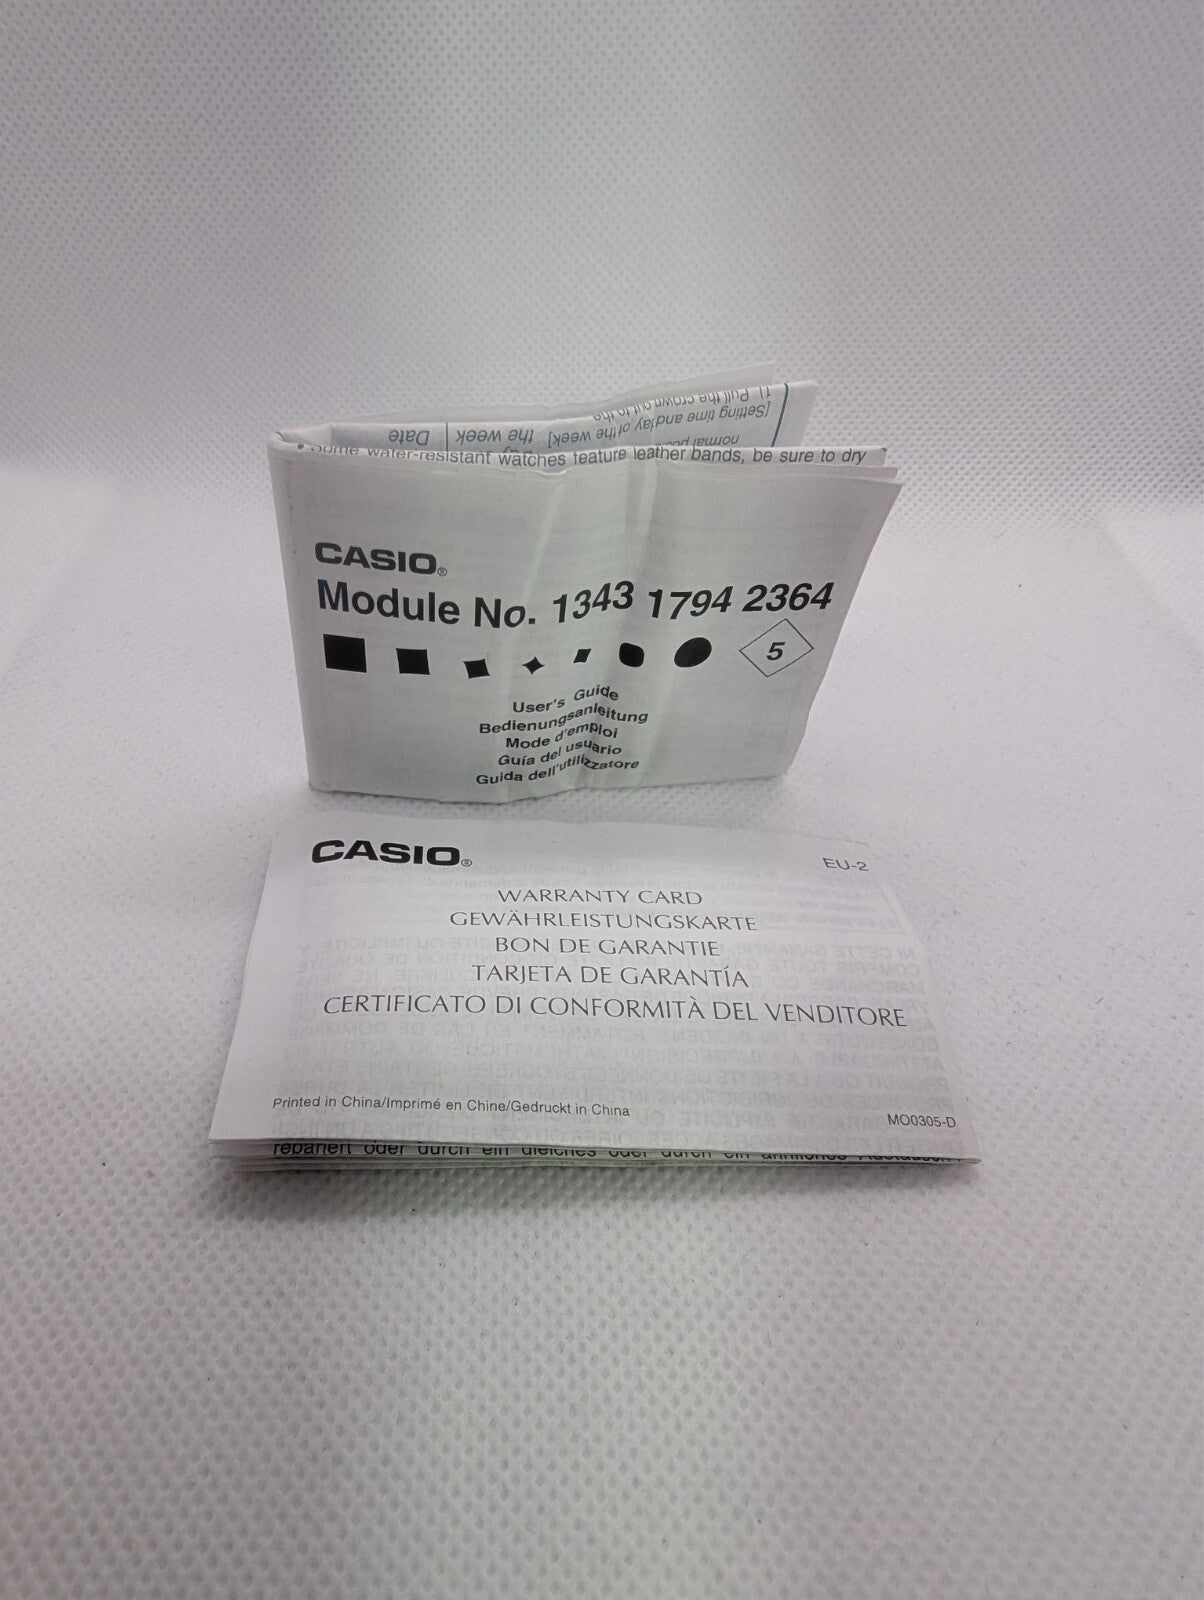 1) Pull the crown out to the
[Setting time and day of the week]
the week
Date
normal
• Some water-resistant watches feature leather bands, be sure to dry
CASIO®
Module No. 1343 1794 2364
5
User's Guide
Bedienungsanleitung
Mode d'emploi
Guía del usuario
Guida dell'utilizzatore
CASIO®
EU-2
WARRANTY CARD
GEWÄHRLEISTUNGSKARTE
BON DE GARANTIE
TARJETA DE GARANTÍA
CERTIFICATO DI CONFORMITÀ DEL VENDITORE
Printed in China/Imprimé en Chine/Gedruckt in China
MO0305-D
repariert oder durch ein gleiches oder durch ein ähnliches